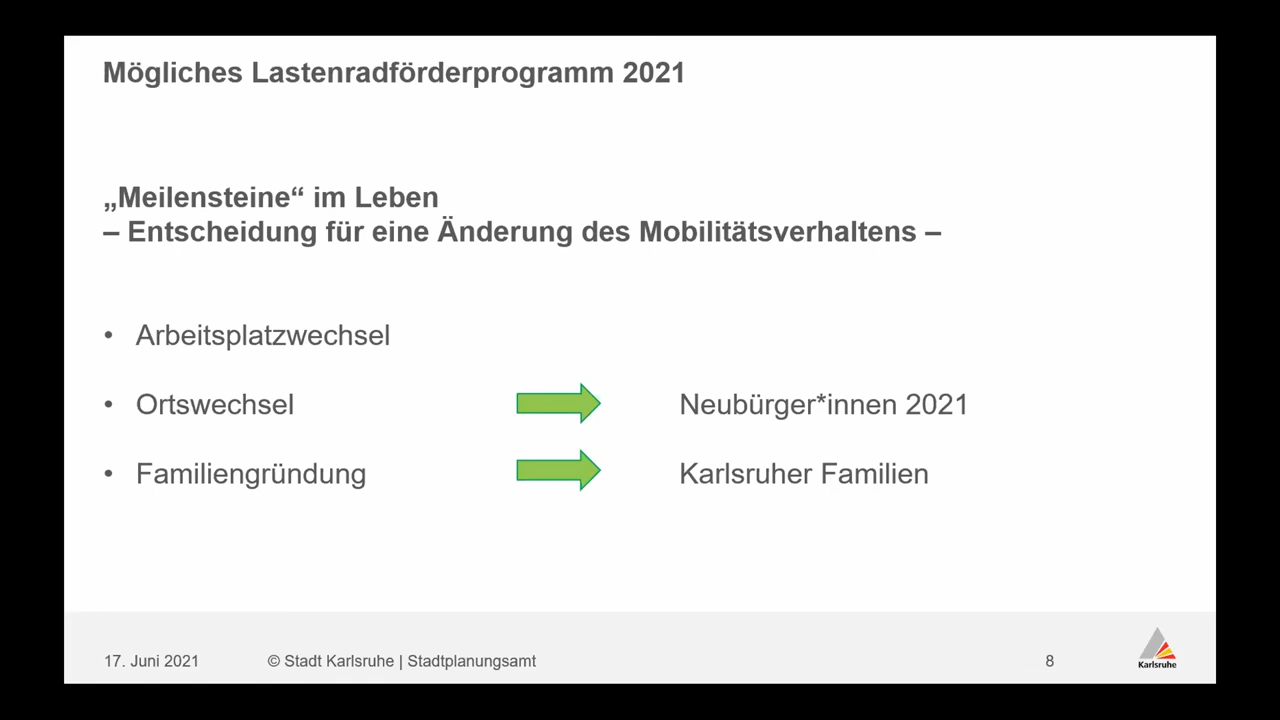 Mögliches Lastenradförderprogramm 2021
„Meilensteine“ im Leben
– Entscheidung für eine Änderung des Mobilitätsverhaltens –
• Arbeitsplatzwechsel
• Ortswechsel Neubürger*innen 2021
• Familiengründung Karlsruher Familien
17. Juni 2021 © Stadt Karlsruhe | Stadtplanungsamt 8
Karlsruhe